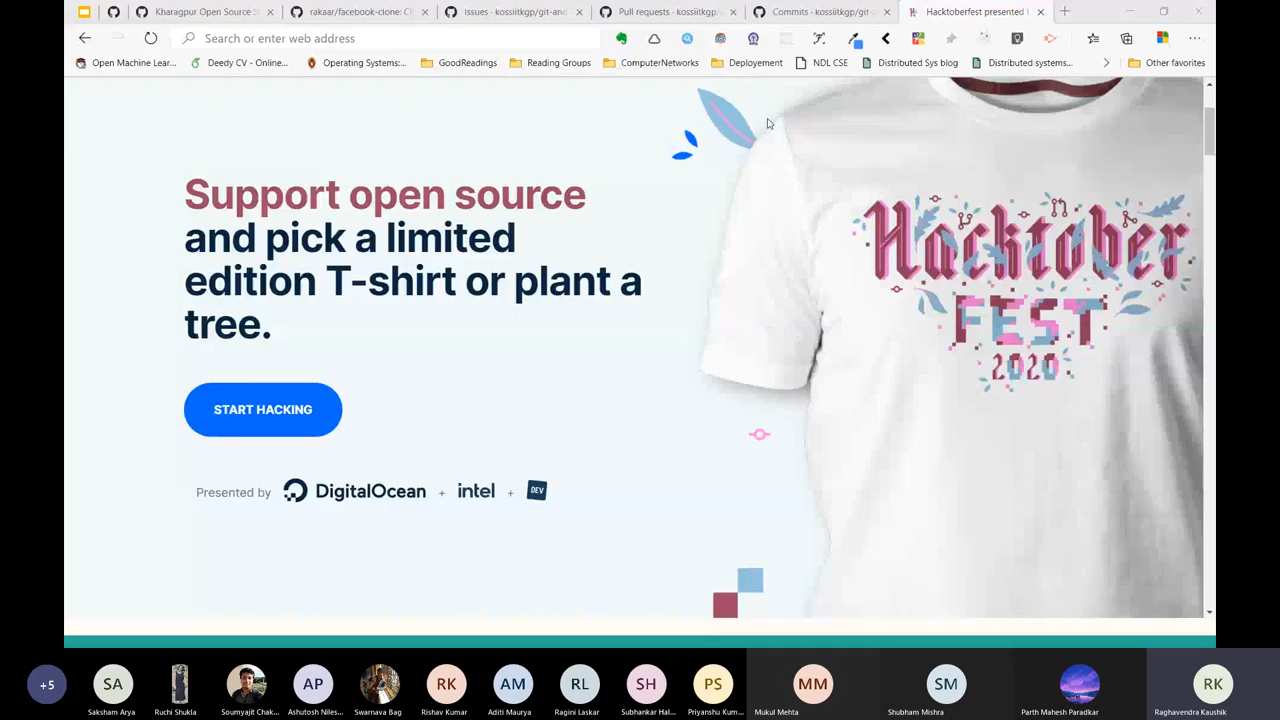 Kharagpur Open Source S
rakaar/facebook-clone: Cl
Issues · kossiitkgp/git-and
Pull requests · kossiitkgp/
Commits · kossiitkgp/git-a
Hacktoberfest presented
Search or enter web address
Open Machine Lear...
Deedy CV - Online...
Operating Systems:...
GoodReadings
Reading Groups
ComputerNetworks
Deployement
NDL CSE
Distributed Sys blog
Distributed systems...
Other favorites
Support open source
and pick a limited
edition T-shirt or plant a
tree.
START HACKING
Presented by DigitalOcean + intel + DEV
Hacktober
FEST
2020
+5
SA
AP
RK
AM
RL
SH
PS
MM
SM
RK
Saksham Arya
Ruchi Shukla
Soumyajit Chak...
Ashutosh Niles...
Swarnava Bag
Rishav Kumar
Aditi Maurya
Ragini Laskar
Subhankar Hal...
Priyanshu Kum...
Mukul Mehta
Shubham Mishra
Parth Mahesh Paradkar
Raghavendra Kaushik